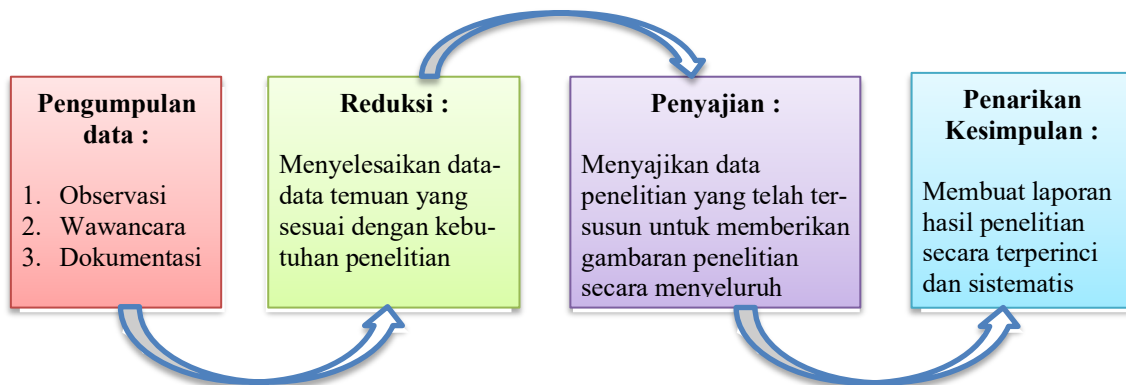 Pengumpulan
data :
1. Observasi
2. Wawancara
3. Dokumentasi
Reduksi :
Menyelesaikan data-
data temuan yang
sesuai dengan kebu-
tuhan penelitian
Penyajian :
Menyajikan data
penelitian yang telah ter-
susun untuk memberikan
gambaran penelitian
secara menyeluruh
Penarikan
Kesimpulan :
Membuat laporan
hasil penelitian
secara terperinci
dan sistematis